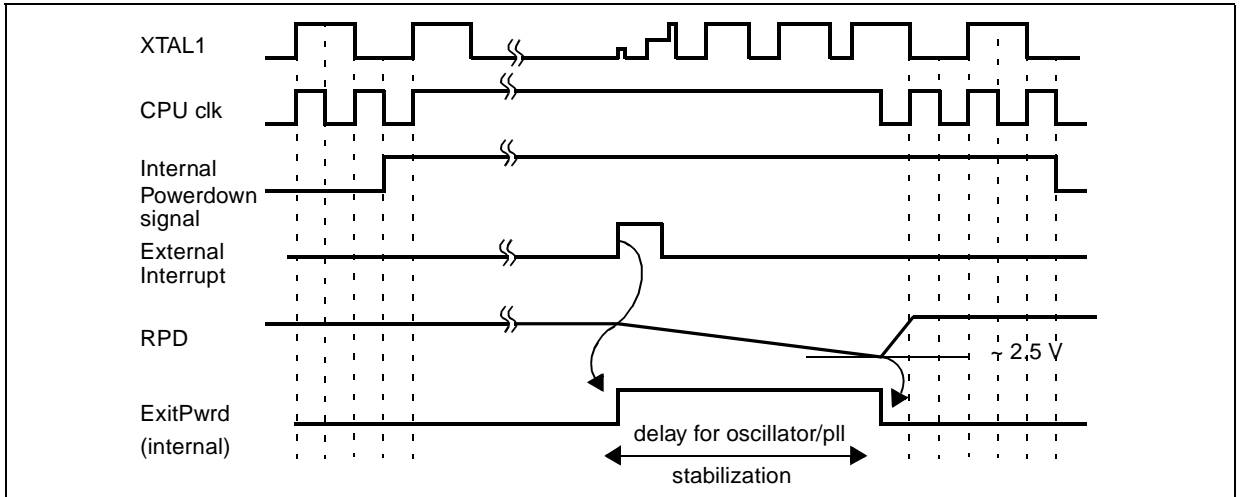 XTAL1
CPU clk
Internal
Powerdown
signal
External
Interrupt
RPD
~ 2.5 V
ExitPwrd
(internal)
delay for oscillator/pll
stabilization